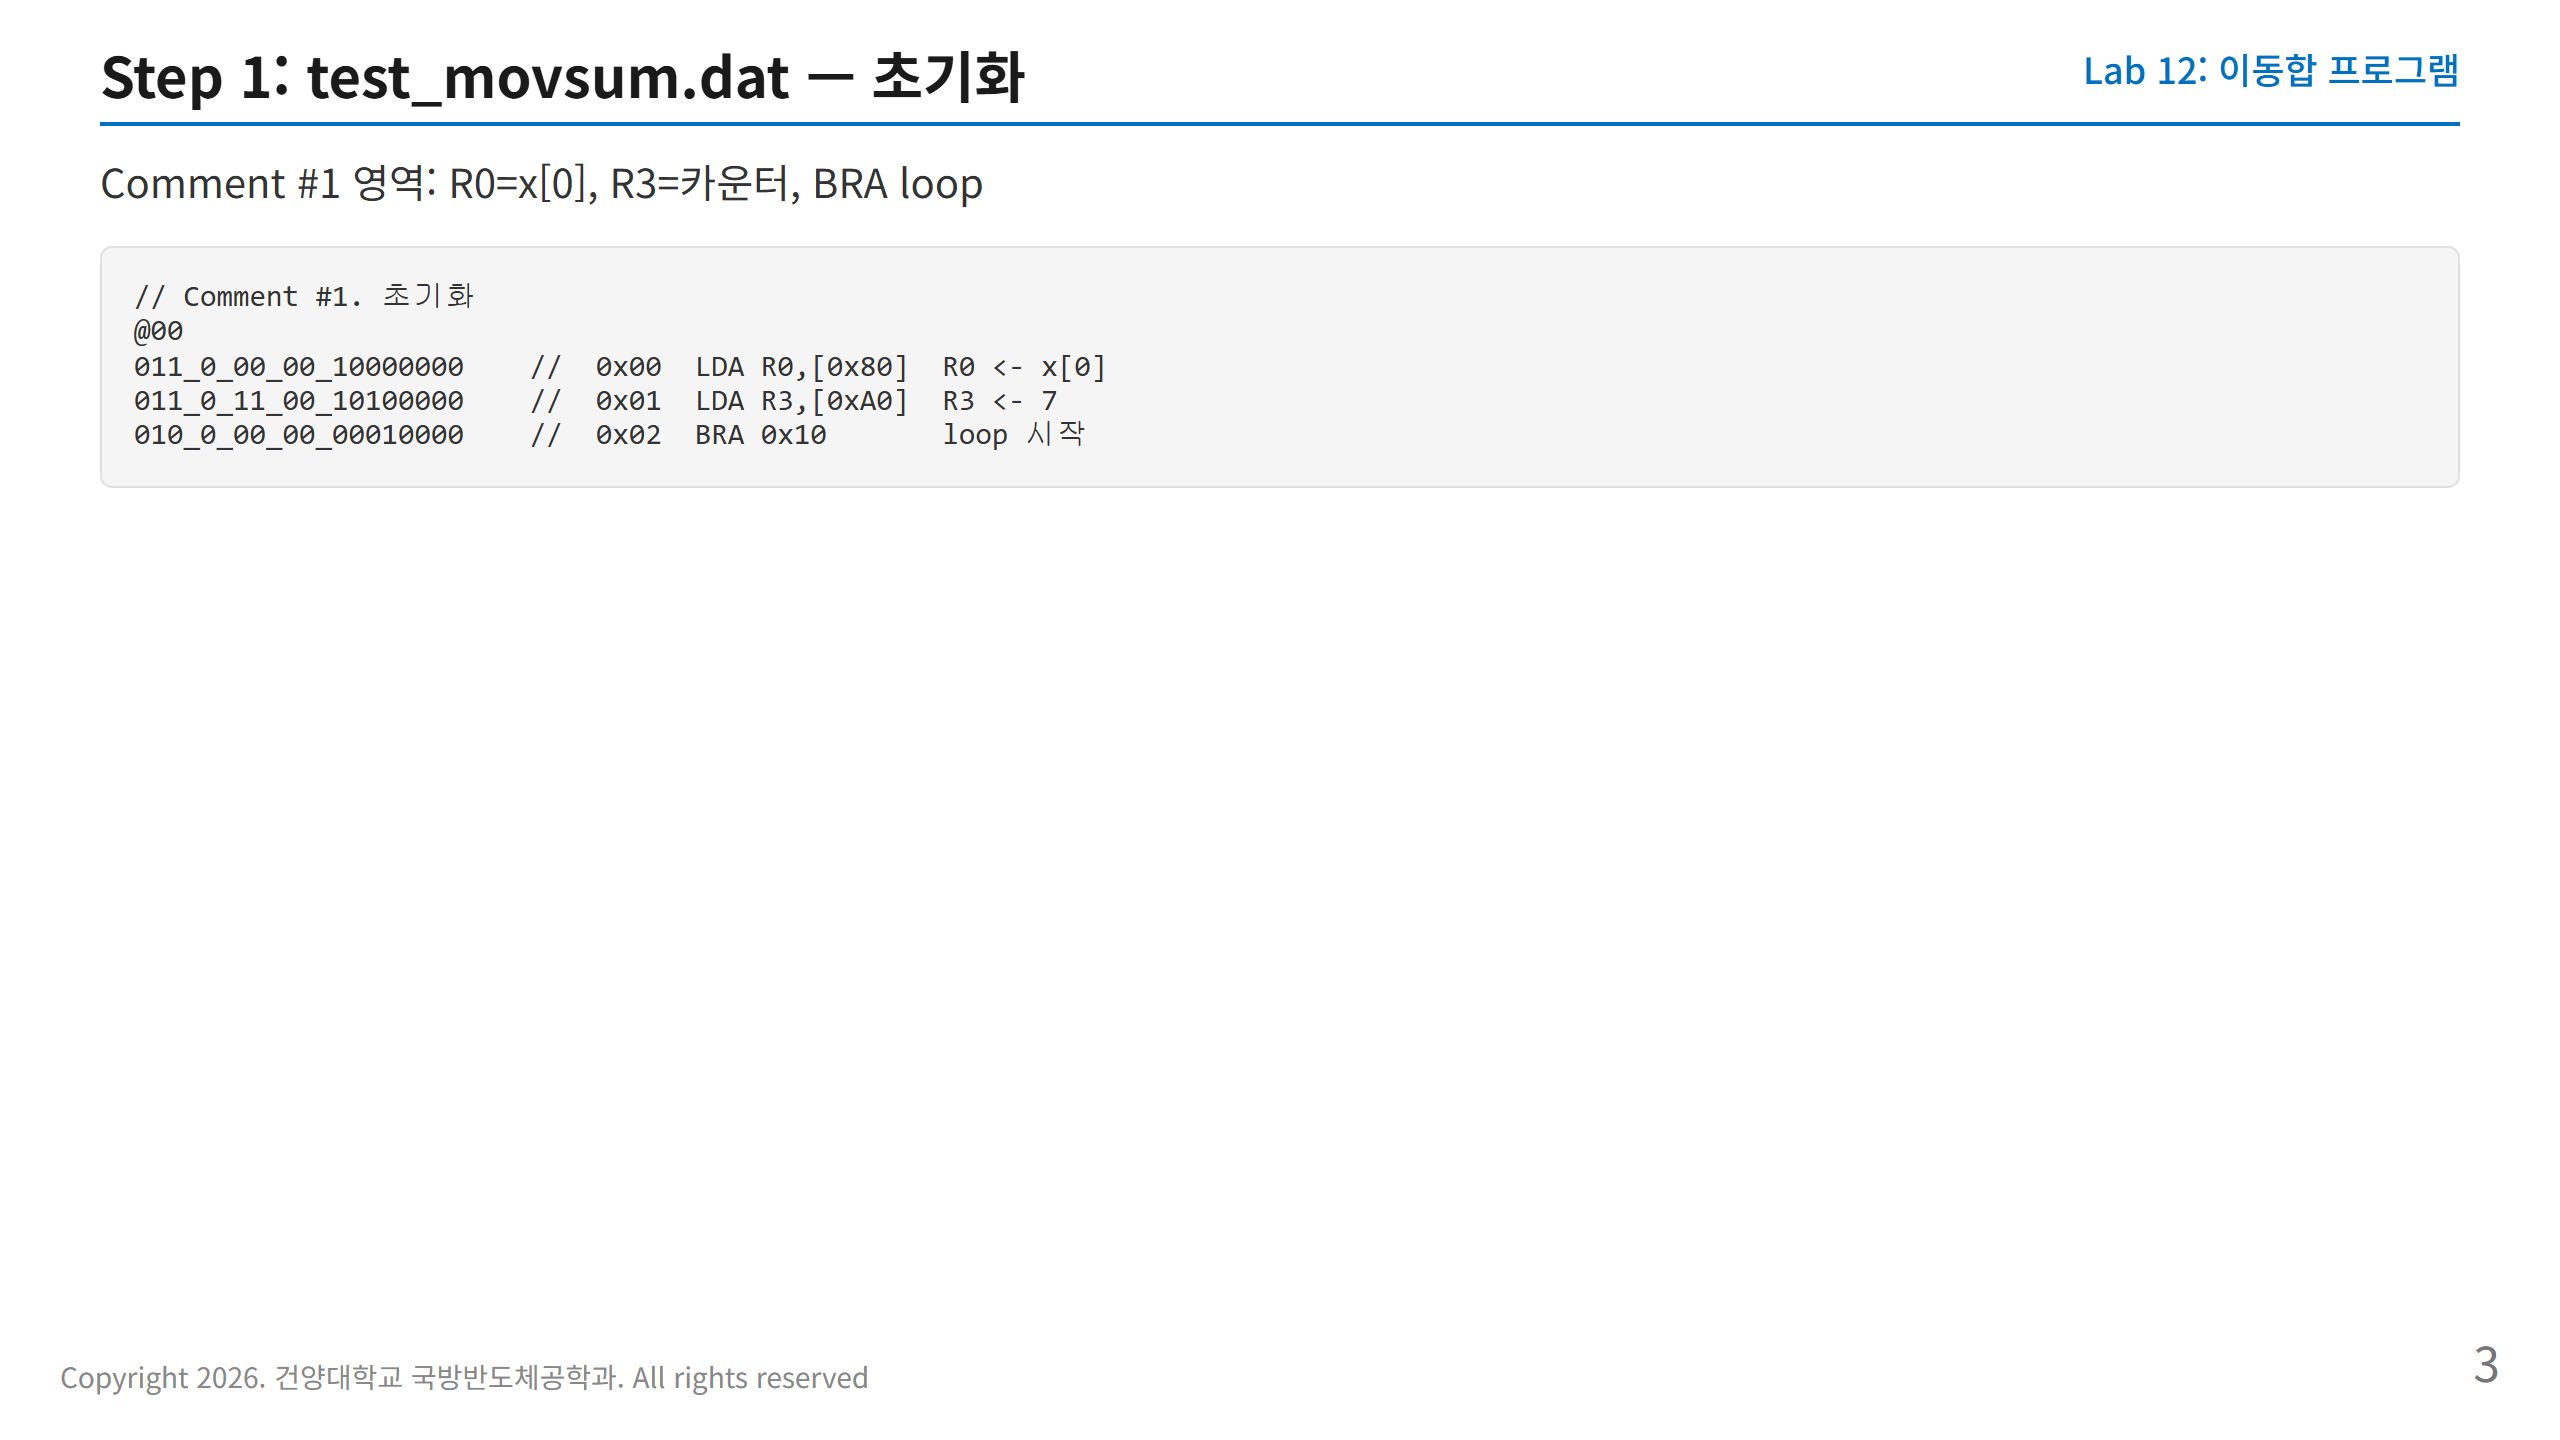 Step 1: test_movsum.dat — 초기화
Lab 12: 이동합 프로그램
Comment #1 영역: R0=x[0], R3=카운터, BRA loop
// Comment #1. 초기화
@00
011_0_00_00_10000000    //  0x00  LDA R0,[0x80]  R0 <- x[0]
011_0_11_00_10100000    //  0x01  LDA R3,[0xA0]  R3 <- 7
010_0_00_00_00010000    //  0x02  BRA 0x10       loop 시작
Copyright 2026. 건양대학교 국방반도체공학과. All rights reserved
3